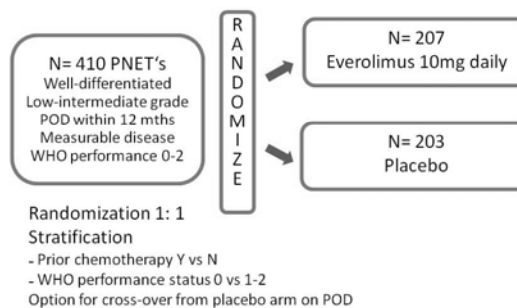 N= 410 PNET‘s
Well-differentiated
Low-intermediate grade
POD within 12 mths
Measurable disease
WHO performance 0-2
R
A
N
D
O
M
I
Z
E
N= 207
Everolimus 10mg daily
N= 203
Placebo
Randomization 1: 1
Stratification
- Prior chemotherapy Y vs N
- WHO performance status 0 vs 1-2
Option for cross-over from placebo arm on POD